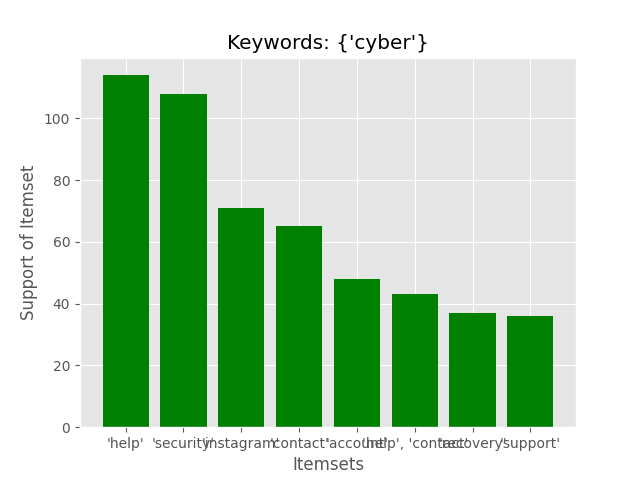 Keywords: {'cyber'}
Support of Itemset
100
80
60
40
20
0
'help' 'security' 'instagram' 'contact' 'account' 'help', 'contact' 'recovery' 'support'
Itemsets